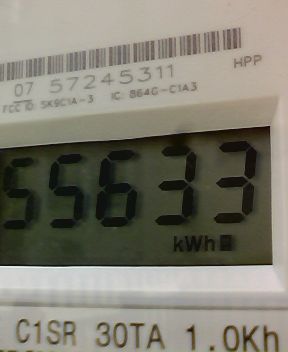 HPP
07 57245311
FCC ID: SK9C1A-3 IC: 864G-C1A3
55633
kWh
C1SR 30TA 1.0Kh